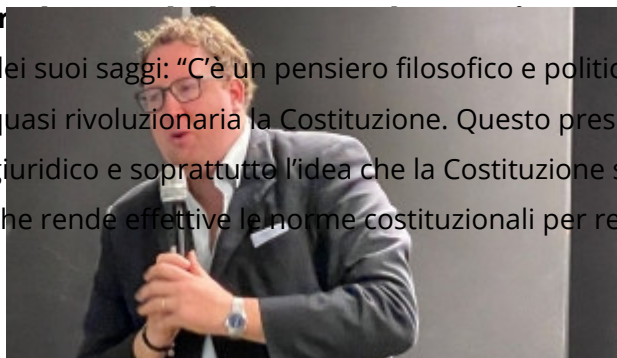 dei suoi saggi: “C’è un pensiero filosofico e politic
quasi rivoluzionaria la Costituzione. Questo pres
giuridico e soprattutto l’idea che la Costituzione s
he rende effettive le norme costituzionali per re